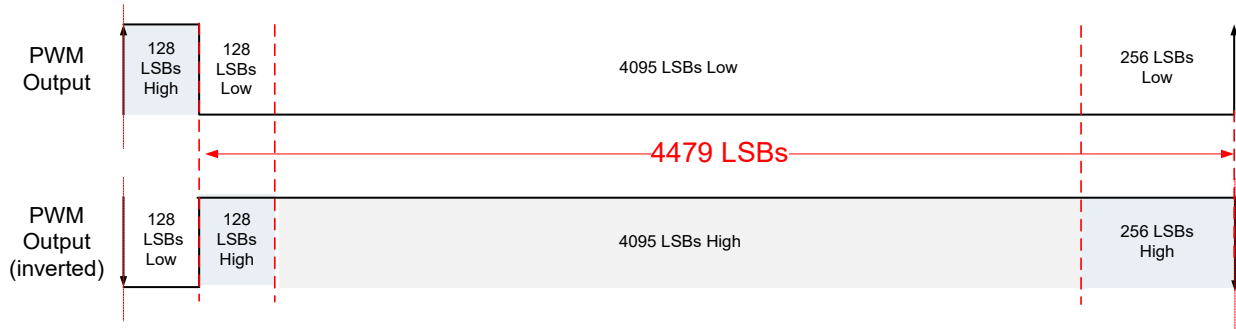 PWM
Output
128
LSBs
High
128
LSBs
Low
4095 LSBs Low
256 LSBs
Low
4479 LSBs
PWM
Output
(inverted)
128
LSBs
Low
128
LSBs
High
4095 LSBs High
256 LSBs
High